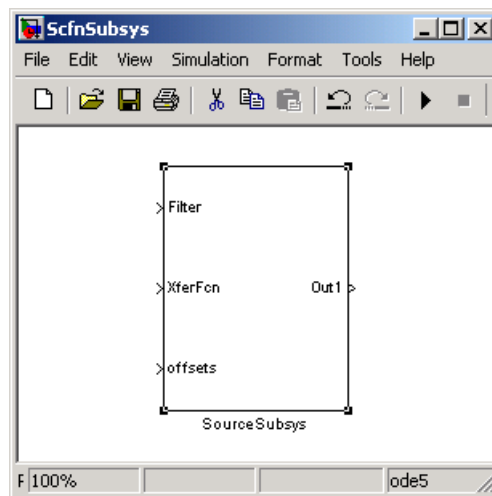 ScfnSubsys
File Edit View Simulation Format Tools Help
Filter
XferFcn Out1
offsets
SourceSubsys
F 100% ode5